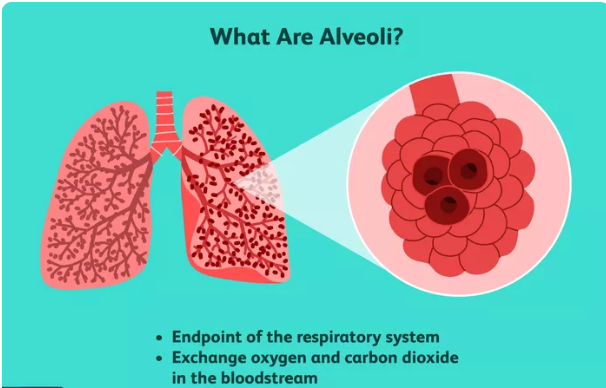 What Are Alveoli?
• Endpoint of the respiratory system
• Exchange oxygen and carbon dioxide
in the bloodstream